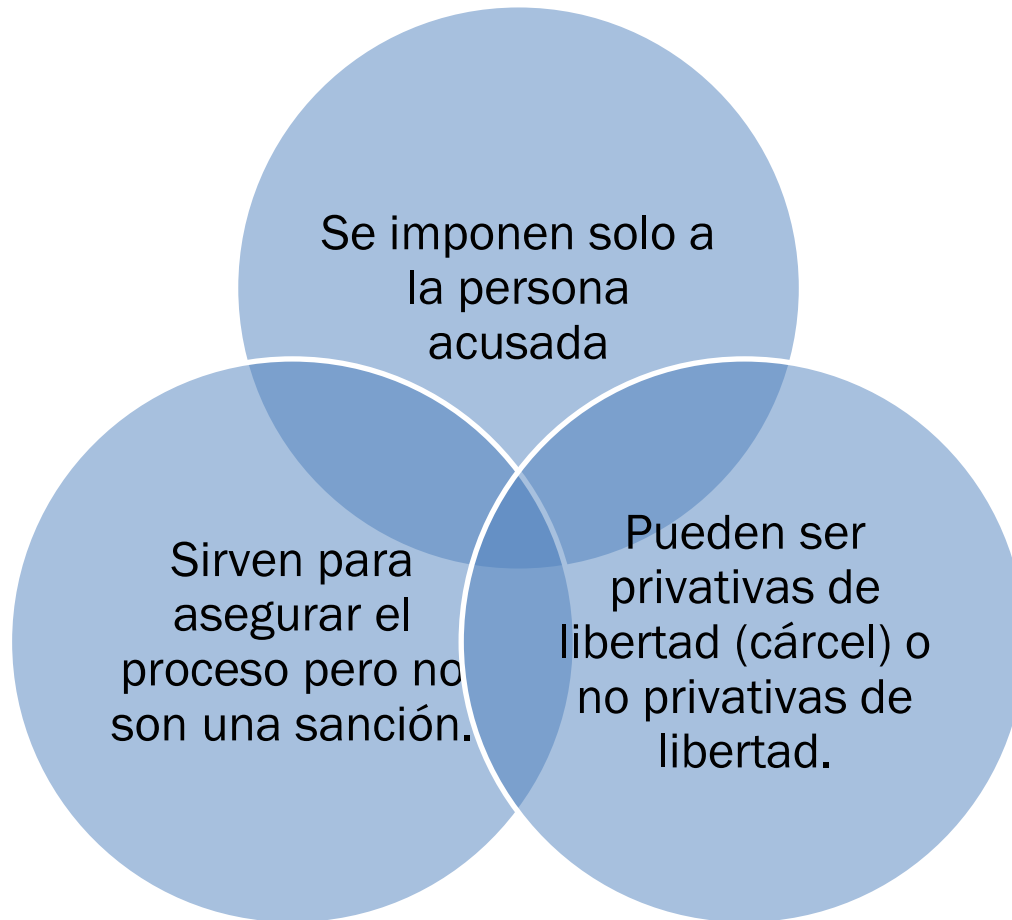 Se imponen solo a
la persona
acusada
Sirven para
asegurar el
proceso pero no
son una sanción.
Pueden ser
privativas de
libertad (cárcel) o
no privativas de
libertad.